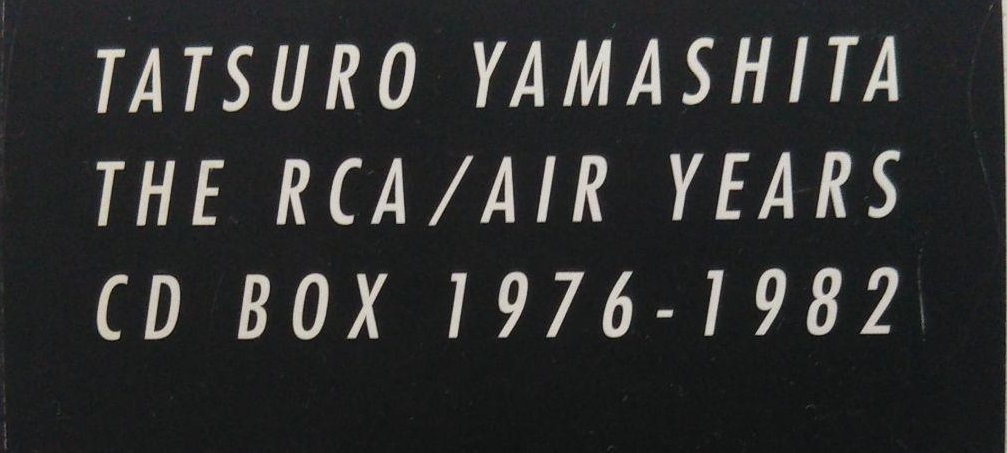 TATSURO YAMASHITA
THE RCA/AIR YEARS
CD BOX 1976-1982